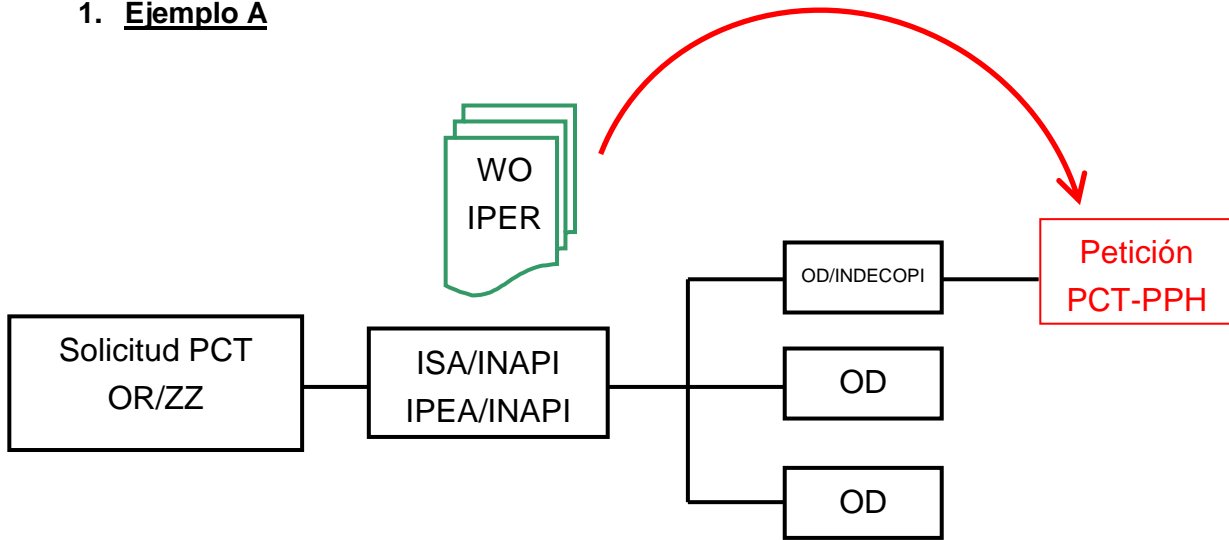 1. Ejemplo A
WO
IPER
Petición
PCT-PPH
OD/INDECOPI
Solicitud PCT
OR/ZZ
ISA/INAPI
IPEA/INAPI
OD
OD